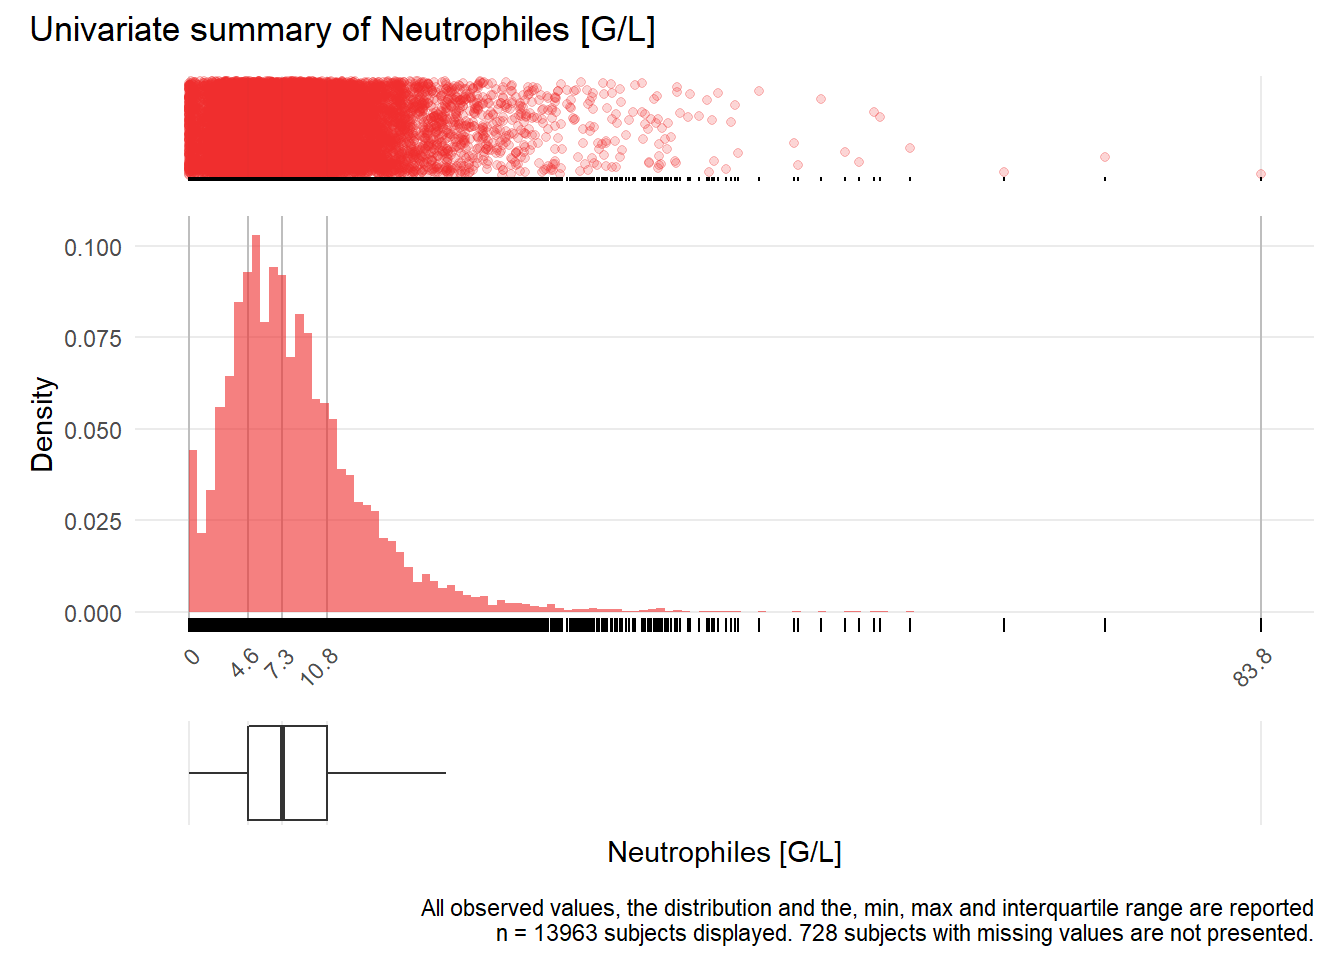 Univariate summary of Neutrophiles [G/L]
0.100
0.075
0.050
0.025
0.000
Density
0
4.6
7.3
10.8
83.8
Neutrophiles [G/L]
All observed values, the distribution and the, min, max and interquartile range are reported
n = 13963 subjects displayed. 728 subjects with missing values are not presented.